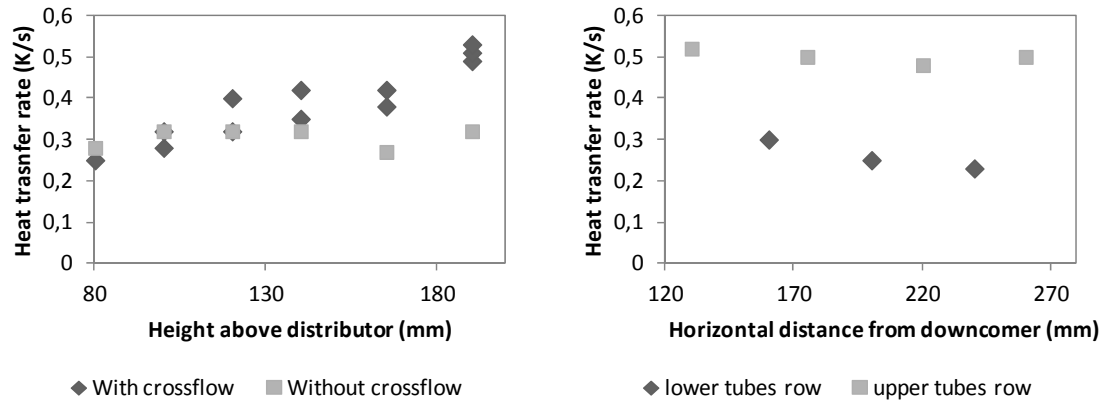 0,6
0,5
0,4
0,3
0,2
0,1
0
80
130
180
Heat trasnfer rate (K/s)
Height above distributor (mm)
With crossflow
Without crossflow
0,6
0,5
0,4
0,3
0,2
0,1
0
120
170
220
270
Heat trasnfer rate (K/s)
Horizontal distance from downcomer (mm)
lower tubes row
upper tubes row